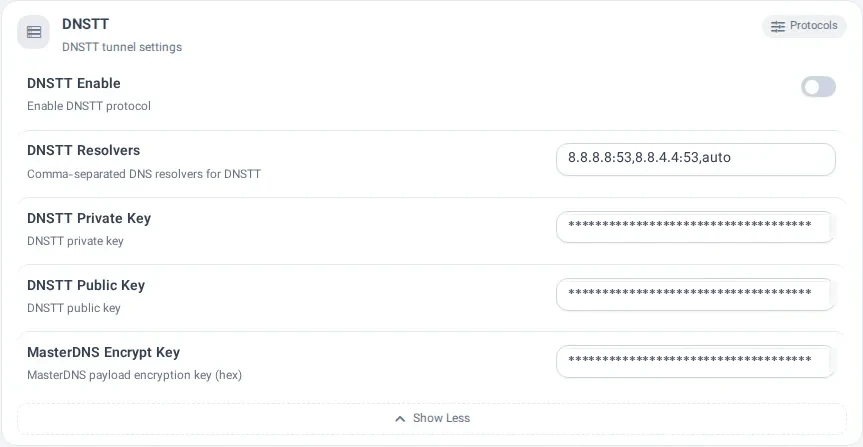 DNSTT
Protocols
DNSTT tunnel settings
DNSTT Enable
Enable DNSTT protocol
DNSTT Resolvers
8.8.8.8:53,8.8.4.4:53,auto
Comma-separated DNS resolvers for DNSTT
DNSTT Private Key
************************************
DNSTT private key
DNSTT Public Key
************************************
DNSTT public key
MasterDNS Encrypt Key
************************************
MasterDNS payload encryption key (hex)
Show Less